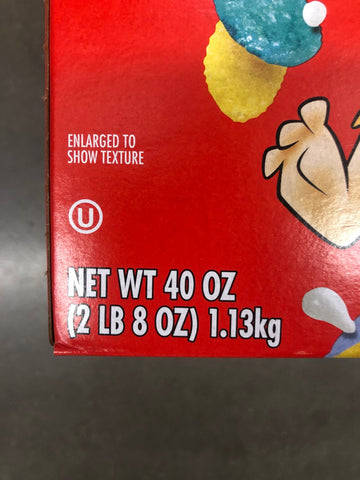 ENLARGED TO
SHOW TEXTURE
U
NET WT 40 OZ
(2 LB 8 OZ) 1.13kg